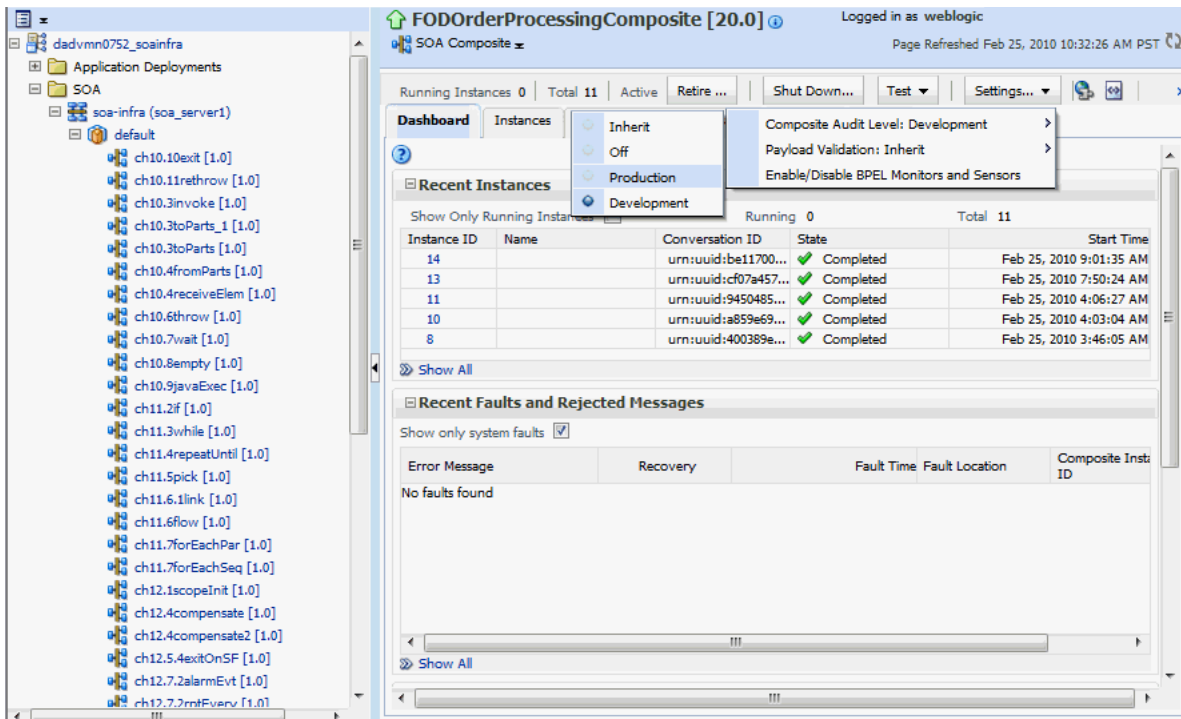 dadvmn0752_soainfra
Application Deployments
SOA
soa-infra (soa_server1)
default
ch10.10exit [1.0]
ch10.11rethrow [1.0]
ch10.3invoke [1.0]
ch10.3toParts_1 [1.0]
ch10.3toParts [1.0]
ch10.4fromParts [1.0]
ch10.4receiveElem [1.0]
ch10.6throw [1.0]
ch10.7wait [1.0]
ch10.8empty [1.0]
ch10.9javaExec [1.0]
ch11.2if [1.0]
ch11.3while [1.0]
ch11.4repeatUntil [1.0]
ch11.5pick [1.0]
ch11.6.1link [1.0]
ch11.6flow [1.0]
ch11.7forEachPar [1.0]
ch11.7forEachSeq [1.0]
ch12.1scopeInit [1.0]
ch12.4compensate [1.0]
ch12.4compensate2 [1.0]
ch12.5.4exitOnSF [1.0]
ch12.7.2alarmEvt [1.0]
ch12.7.2rptEvery [1.0]
FODOrderProcessingComposite [20.0]
Logged in as weblogic
SOA Composite
Page Refreshed Feb 25, 2010 10:32:26 AM PST
Running Instances 0 Total 11 Active Retire ... Shut Down... Test Settings...
Dashboard Instances
Inherit
Off
Production
Development
Composite Audit Level: Development
Payload Validation: Inherit
Enable/Disable BPEL Monitors and Sensors
Recent Instances
Show Only Running Instances Running 0 Total 11
Instance ID Name Conversation ID State Start Time
14 urn:uuid:be11700... Completed Feb 25, 2010 9:01:35 AM
13 urn:uuid:cf07a457... Completed Feb 25, 2010 7:50:24 AM
11 urn:uuid:9450485... Completed Feb 25, 2010 4:06:27 AM
10 urn:uuid:a859e69... Completed Feb 25, 2010 4:03:04 AM
8 urn:uuid:400389e... Completed Feb 25, 2010 3:46:05 AM
Show All
Recent Faults and Rejected Messages
Show only system faults
Error Message Recovery Fault Time Fault Location Composite Insta
ID
No faults found
Show All